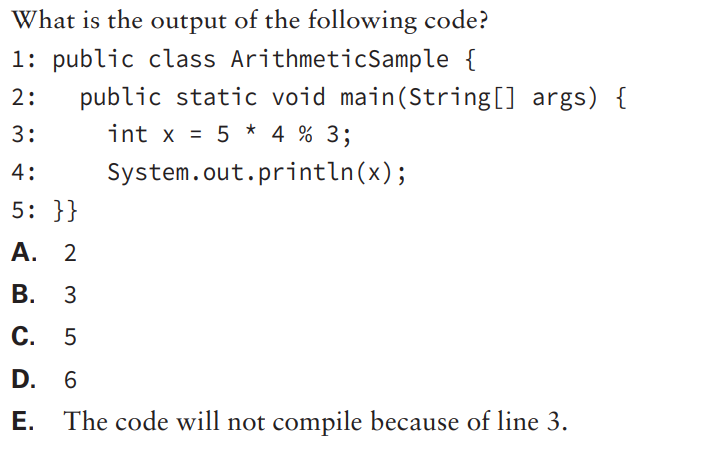 What is the output of the following code?
1: public class ArithmeticSample {
2:   public static void main(String[] args) {
3:     int x = 5 * 4 % 3;
4:     System.out.println(x);
5: }}
A. 2
B. 3
C. 5
D. 6
E. The code will not compile because of line 3.